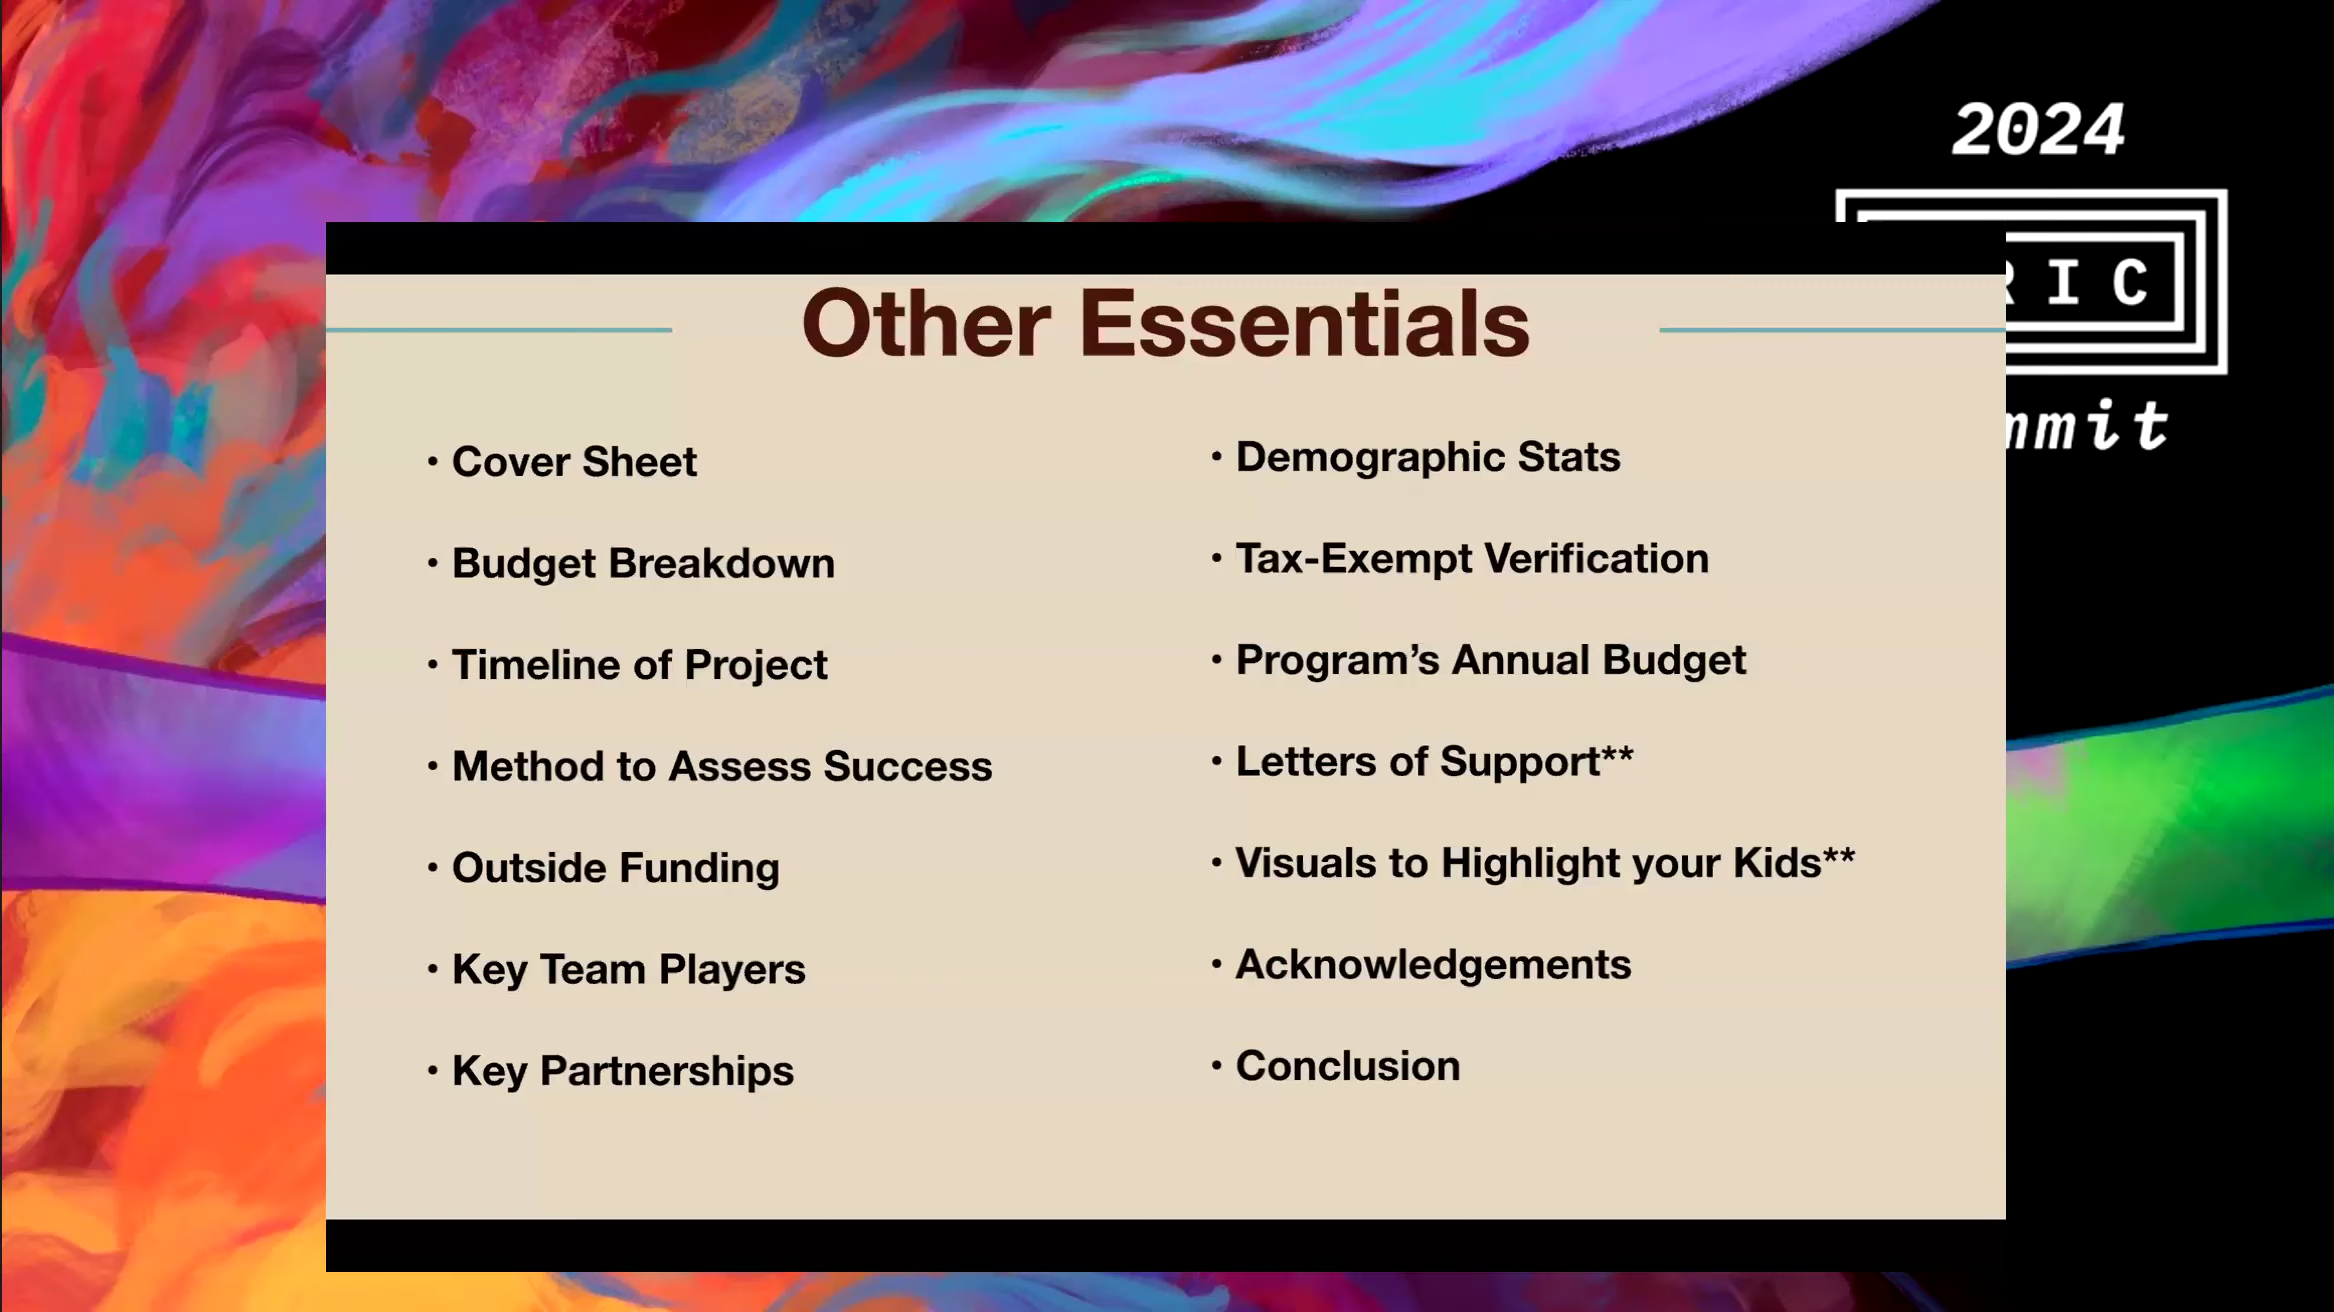 2024
I C
mmit
Other Essentials
• Cover Sheet
• Budget Breakdown
• Timeline of Project
• Method to Assess Success
• Outside Funding
• Key Team Players
• Key Partnerships
• Demographic Stats
• Tax-Exempt Verification
• Program’s Annual Budget
• Letters of Support**
• Visuals to Highlight your Kids**
• Acknowledgements
• Conclusion